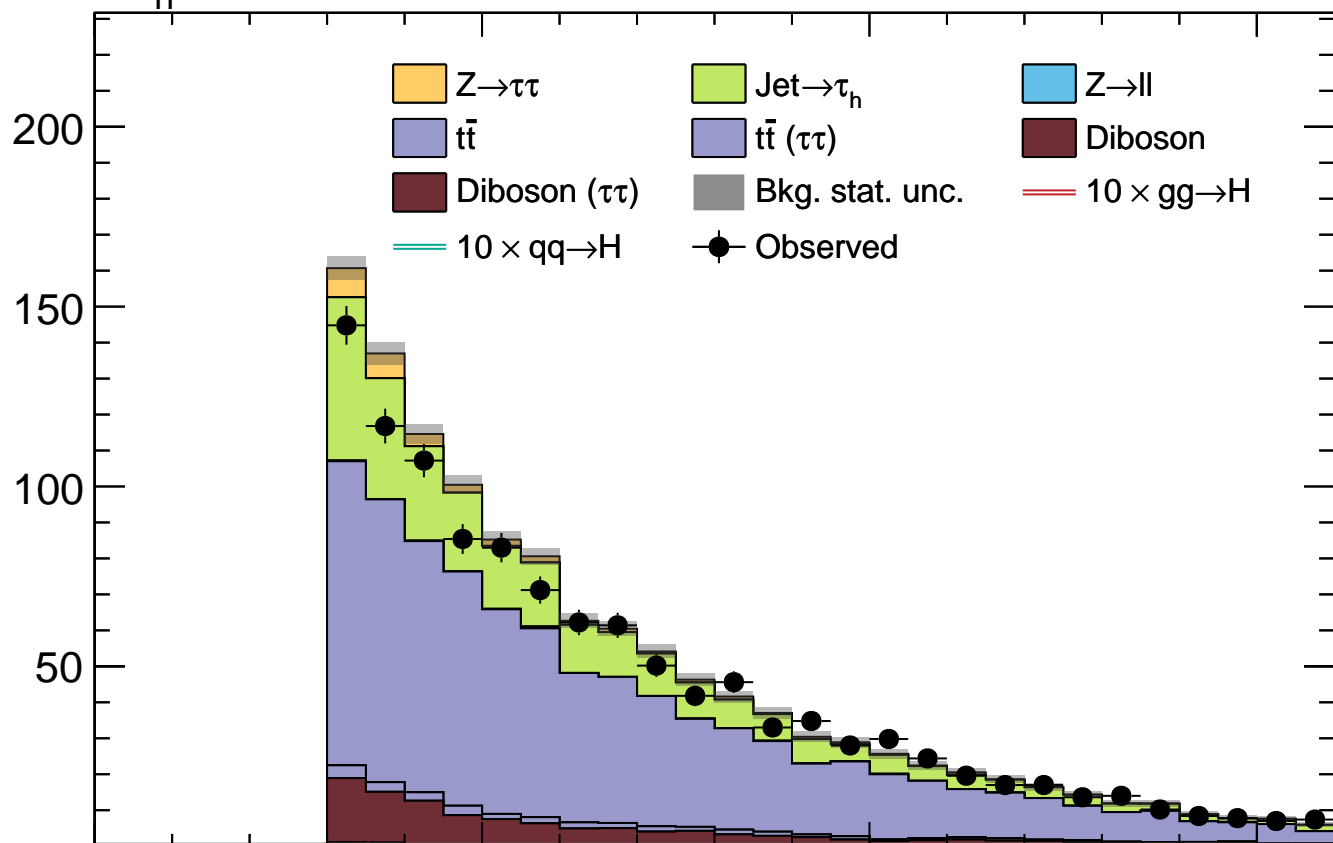 Z→ττ Jet→τh Z→ll
200
tt̄ tt̄ (ττ) Diboson
Diboson (ττ) Bkg. stat. unc. 10 × gg→H
10 × qq→H Observed
150
100
50